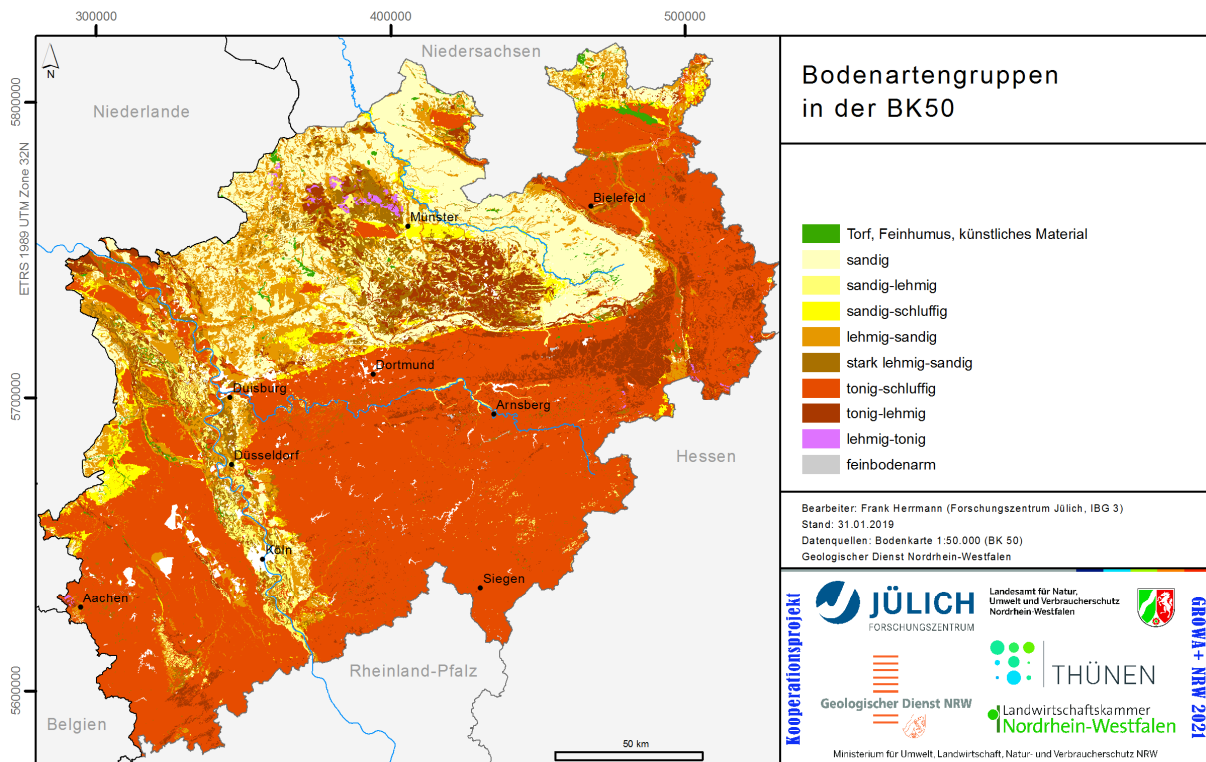 300000
400000
500000
5800000
5700000
5600000
ETRS 1989 UTM Zone 32N
N
Niedersachsen
Niederlande
Bielefeld
Münster
Dortmund
Duisburg
Arnsberg
Düsseldorf
Hessen
Köln
Siegen
Aachen
Rheinland-Pfalz
Belgien
50 km
Bodenartengruppen
in der BK50
Torf, Feinhumus, künstliches Material
sandig
sandig-lehmig
sandig-schluffig
lehmig-sandig
stark lehmig-sandig
tonig-schluffig
tonig-lehmig
lehmig-tonig
feinbodenarm
Bearbeiter: Frank Herrmann (Forschungszentrum Jülich, IBG 3)
Stand: 31.01.2019
Datenquellen: Bodenkarte 1:50.000 (BK 50)
Geologischer Dienst Nordrhein-Westfalen
Kooperationsprojekt
JÜLICH
FORSCHUNGSZENTRUM
Landesamt für Natur,
Umwelt und Verbraucherschutz
Nordrhein-Westfalen
GROWA+ NRW 2021
THÜNEN
Geologischer Dienst NRW
Landwirtschaftskammer
Nordrhein-Westfalen
Ministerium für Umwelt, Landwirtschaft, Natur- und Verbraucherschutz NRW